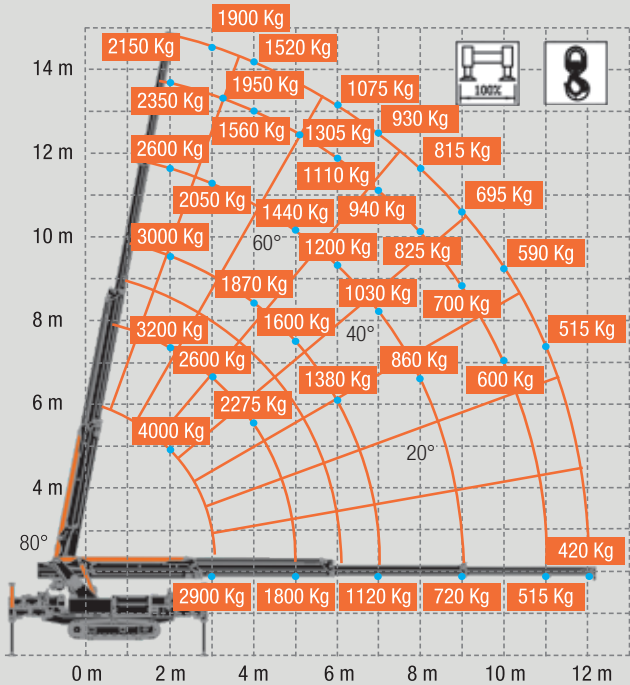 1900 Kg
2150 Kg
1520 Kg
14 m
1950 Kg
1075 Kg
100%
2350 Kg
930 Kg
1560 Kg
1305 Kg
12 m
2600 Kg
815 Kg
1110 Kg
2050 Kg
695 Kg
1440 Kg
940 Kg
10 m
3000 Kg
60°
1200 Kg
825 Kg
590 Kg
1870 Kg
1030 Kg
700 Kg
8 m
3200 Kg
1600 Kg
40°
515 Kg
2600 Kg
860 Kg
1380 Kg
600 Kg
6 m
2275 Kg
4000 Kg
20°
4 m
80°
420 Kg
2900 Kg
1800 Kg
1120 Kg
720 Kg
515 Kg
0 m
2 m
4 m
6 m
8 m
10 m
12 m